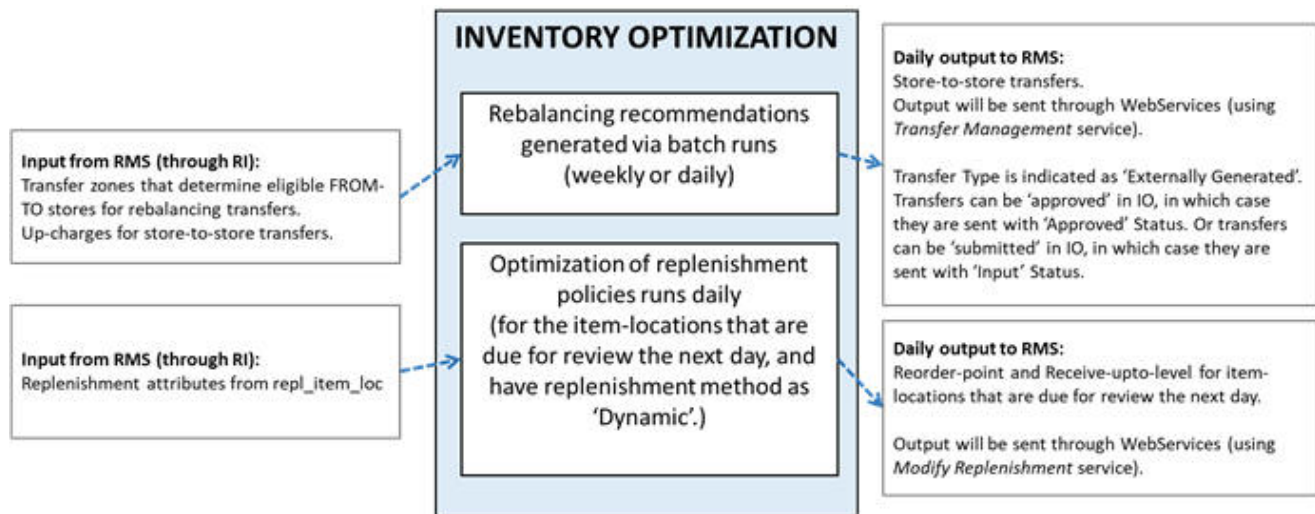 INVENTORY OPTIMIZATION
Input from RMS (through RI):
Transfer zones that determine eligible FROM-
TO stores for rebalancing transfers.
Up-charges for store-to-store transfers.
Rebalancing recommendations
generated via batch runs
(weekly or daily)
Daily output to RMS:
Store-to-store transfers.
Output will be sent through WebServices (using
Transfer Management service).
Transfer Type is indicated as ‘Externally Generated’.
Transfers can be ‘approved’ in IO, in which case
they are sent with ‘Approved’ Status. Or transfers
can be ‘submitted’ in IO, in which case they are
sent with ‘Input’ Status.
Input from RMS (through RI):
Replenishment attributes from repl_item_loc
Optimization of replenishment
policies runs daily
(for the item-locations that are
due for review the next day, and
have replenishment method as
‘Dynamic’.)
Daily output to RMS:
Reorder-point and Receive-upto-level for item-
locations that are due for review the next day.
Output will be sent through WebServices (using
Modify Replenishment service).